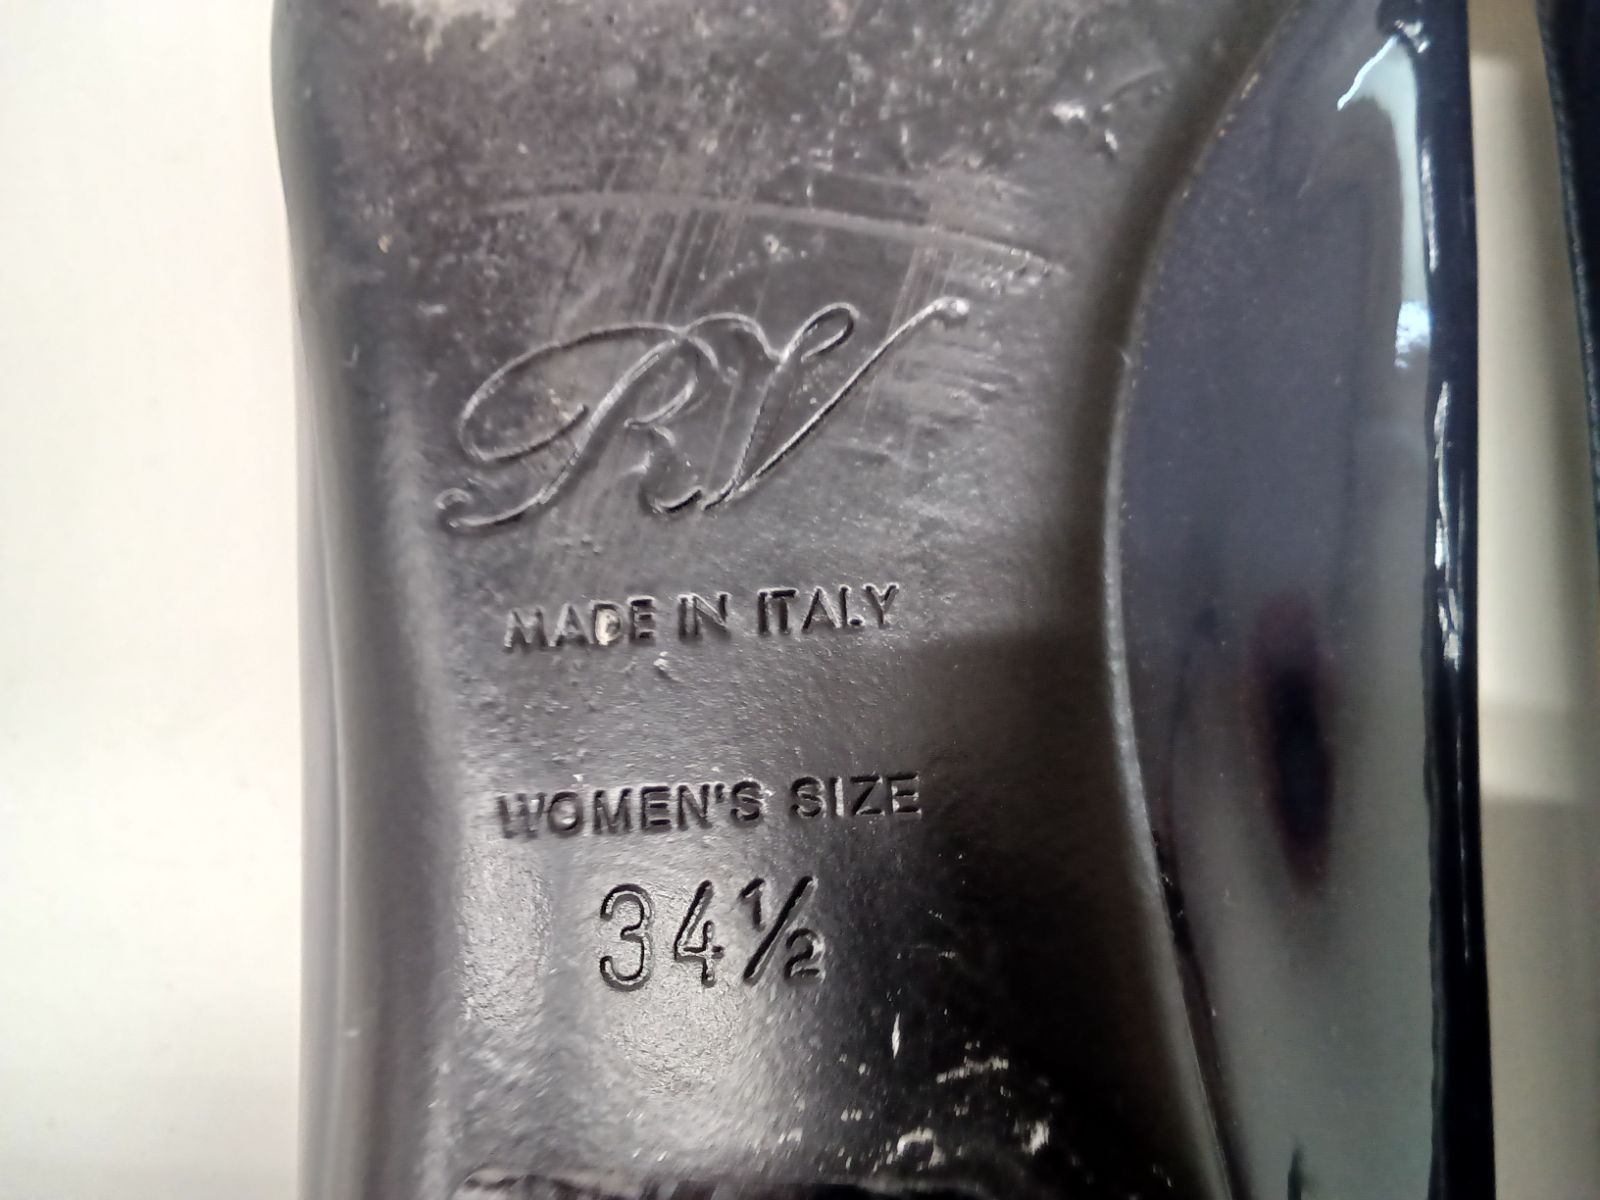 RV
MADE IN ITALY
WOMEN'S SIZE
34½